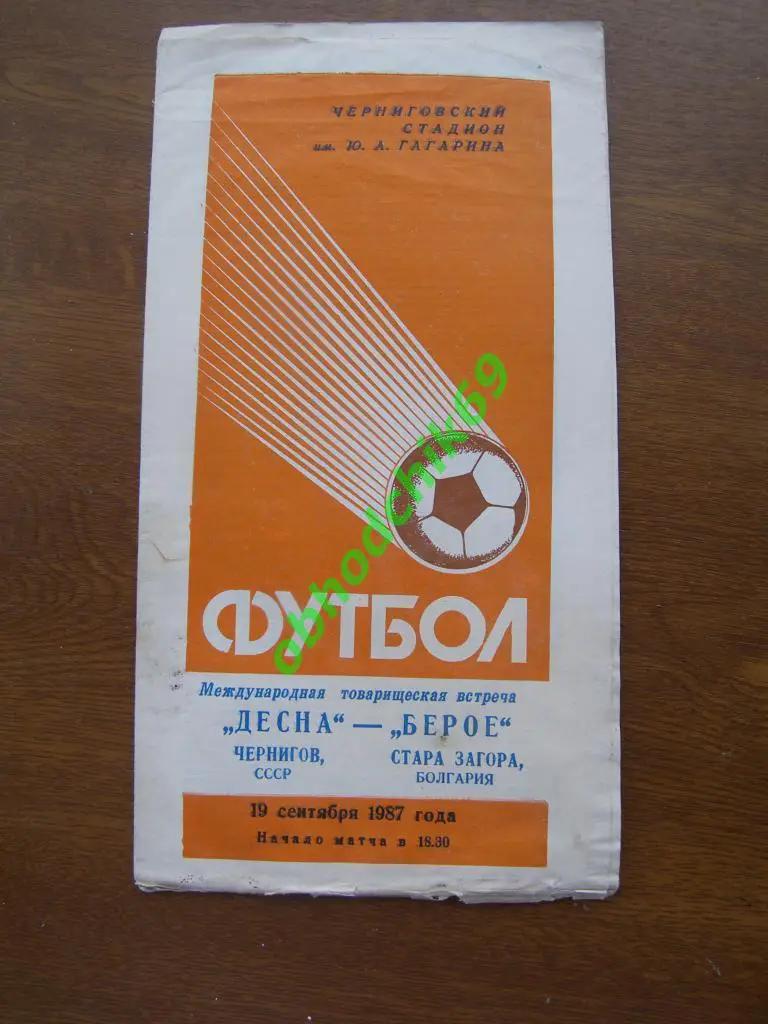 ЧЕРНИГОВСКИЙ
СТАДИОН
им. Ю. А. ГАГАРИНА
obhodchik69
ФУТБОЛ
Международная товарищеская встреча
„ДЕСНА“ — „БЕРОЕ“
ЧЕРНИГОВ, СТАРА ЗАГОРА,
СССР БОЛГАРИЯ
19 сентября 1987 года
Начало матча в 18.30